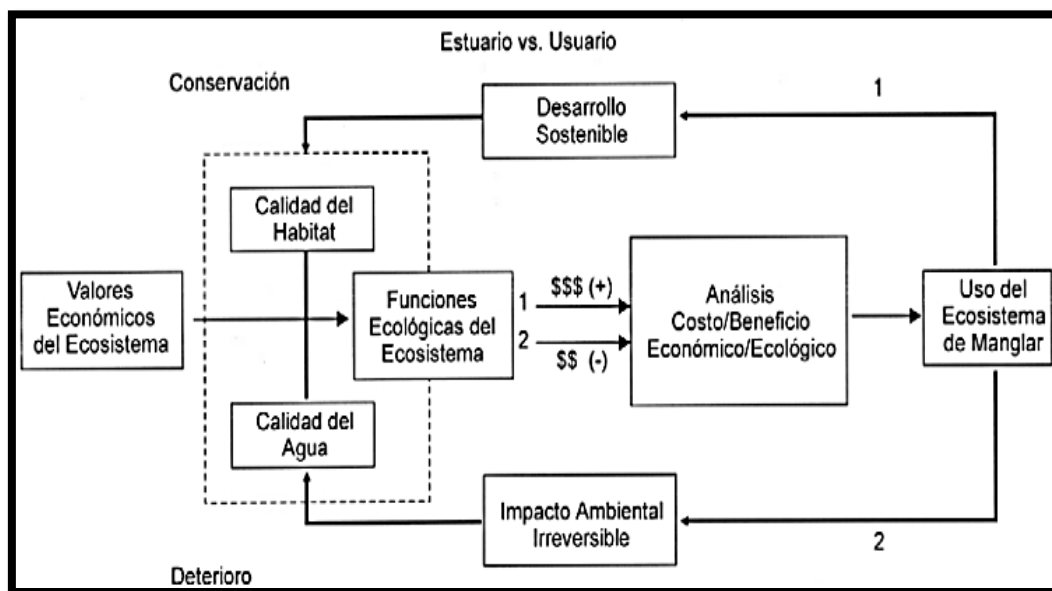 Estuario vs. Usuario
Conservación
1
Desarrollo
Sostenible
Calidad del
Habitat
Valores
Económicos
del Ecosistema
Funciones
Ecológicas del
Ecosistema
1
$$$ (+)
2
$$ (-)
Análisis
Costo/Beneficio
Económico/Ecológico
Uso del
Ecosistema
de Manglar
Calidad del
Agua
Impacto Ambiental
Irreversible
2
Deterioro